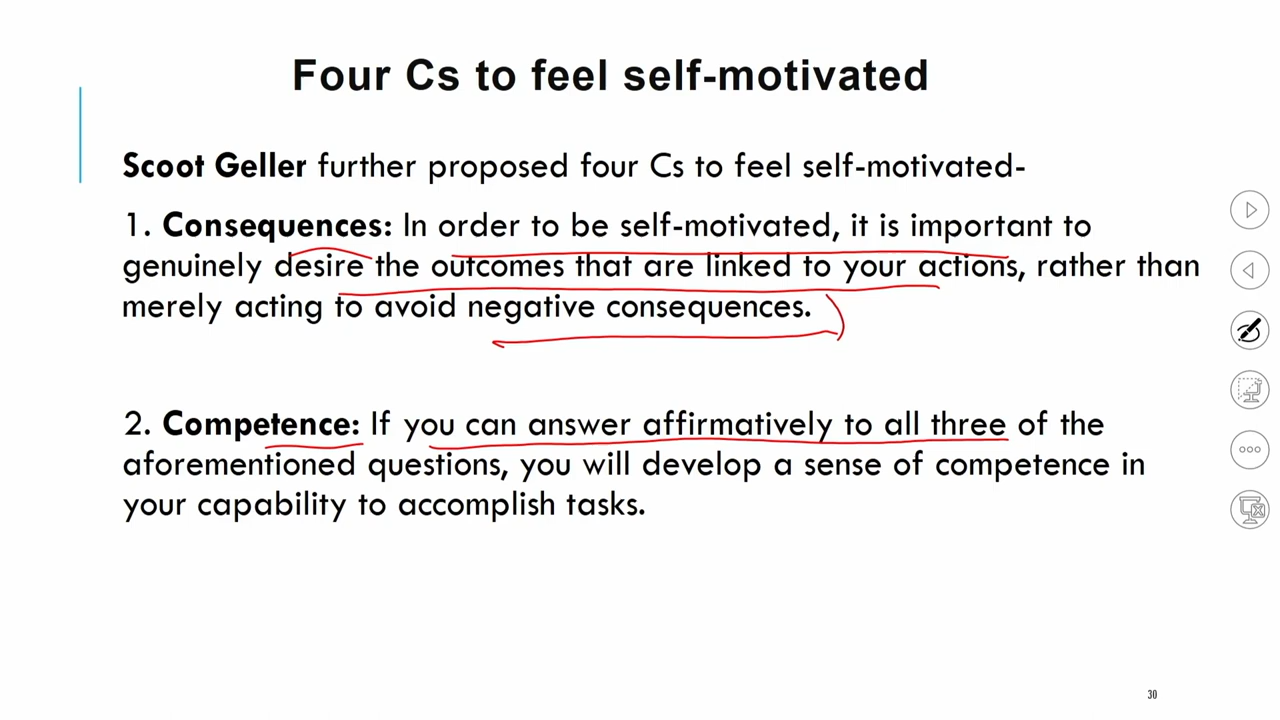 Four Cs to feel self-motivated
Scoot Geller further proposed four Cs to feel self-motivated-
1. Consequences: In order to be self-motivated, it is important to
genuinely desire the outcomes that are linked to your actions, rather than
merely acting to avoid negative consequences.
2. Competence: If you can answer affirmatively to all three of the
aforementioned questions, you will develop a sense of competence in
your capability to accomplish tasks.
30